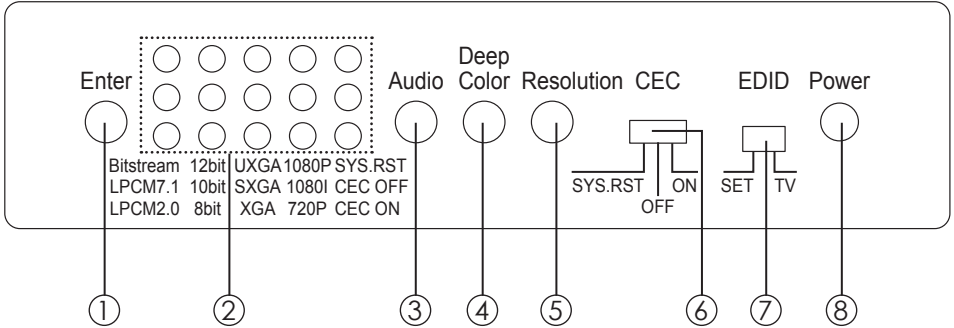 Enter Audio Deep Color Resolution CEC EDID Power
Bitstream 12bit UXGA 1080P SYS.RST
LPCM7.1 10bit SXGA 1080I CEC OFF
LPCM2.0 8bit XGA 720P CEC ON
SYS.RST OFF ON
SET TV
① ② ③ ④ ⑤ ⑥ ⑦ ⑧